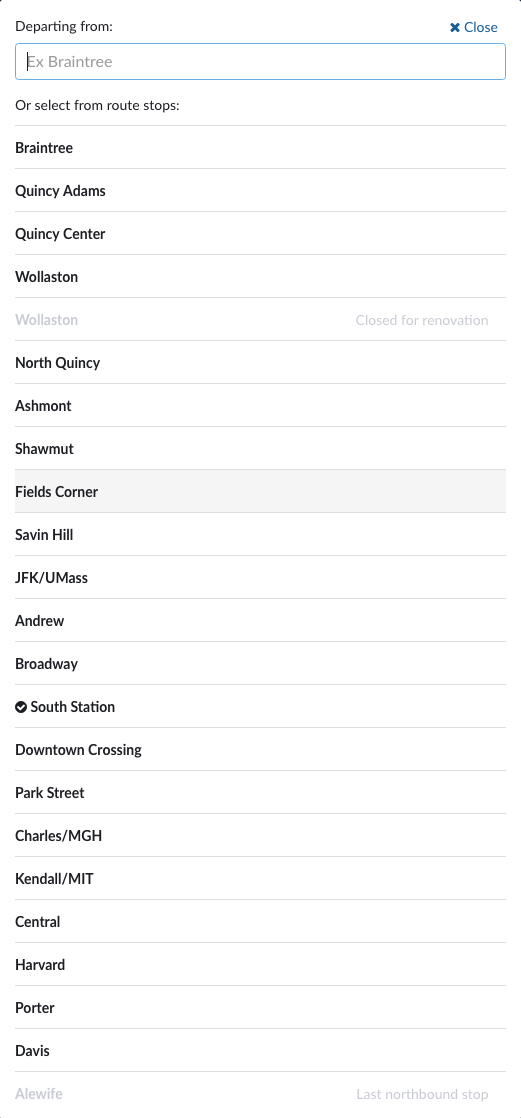 Departing from:
Close
Ex Braintree
Or select from route stops:
Braintree
Quincy Adams
Quincy Center
Wollaston
Wollaston Closed for renovation
North Quincy
Ashmont
Shawmut
Fields Corner
Savin Hill
JFK/UMass
Andrew
Broadway
South Station
Downtown Crossing
Park Street
Charles/MGH
Kendall/MIT
Central
Harvard
Porter
Davis
Alewife Last northbound stop